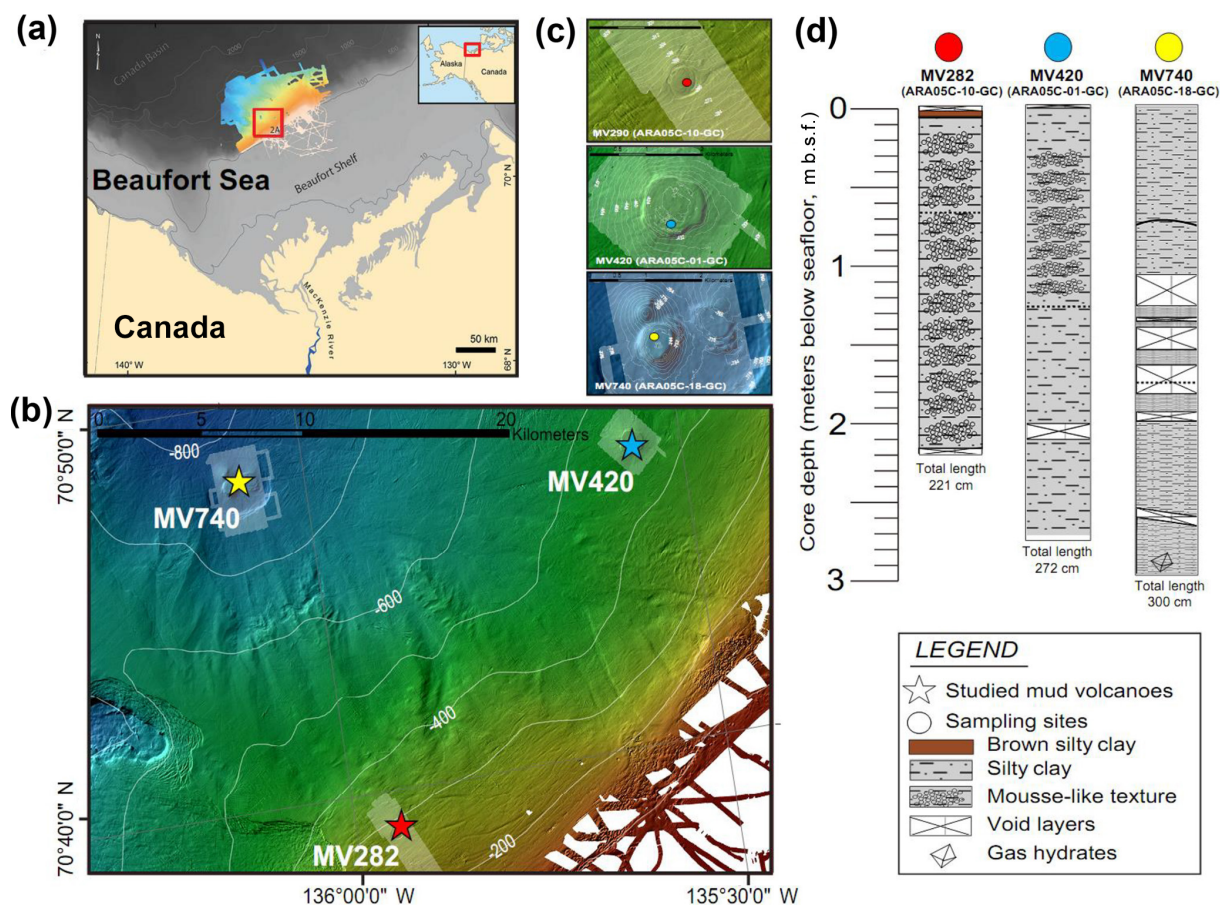 (a)
N
Canada Basin
2000
1500
1000
Alaska
Canada
2A
Beaufort Sea
Beaufort Shelf
70° N
MacKenzie River
Canada
50 km
68° N
140° W
130° W
(c)
MV290 (ARA05C-10-GC)
MV420 (ARA05C-01-GC)
MV740 (ARA05C-18-GC)
(d)
MV282
(ARA05C-10-GC)
MV420
(ARA05C-01-GC)
MV740
(ARA05C-18-GC)
Core depth (meters below seafloor, m b.s.f.)
0
1
2
3
Total length
221 cm
Total length
272 cm
Total length
300 cm
(b)
70°50'0" N
70°40'0" N
0
5
10
20
Kilometers
-800
-600
-400
-200
MV740
MV420
MV282
136°00'0" W
135°30'0" W
LEGEND
Studied mud volcanoes
Sampling sites
Brown silty clay
Silty clay
Mousse-like texture
Void layers
Gas hydrates